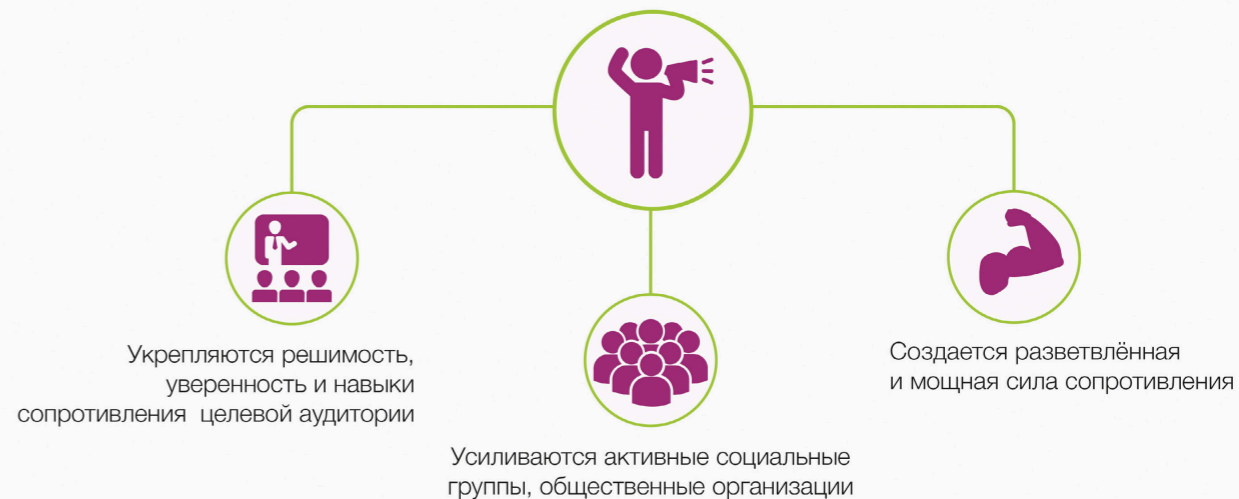 Укрепляются решимость,
уверенность и навыки
сопротивления целевой аудитории
Усиливаются активные социальные
группы, общественные организации
Создается разветвлённая
и мощная сила сопротивления